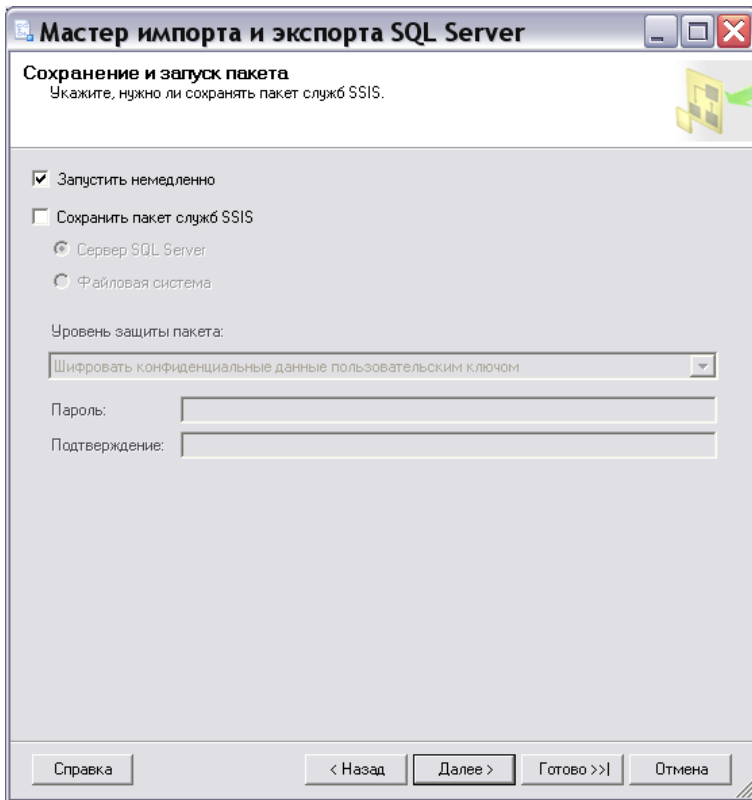 Мастер импорта и экспорта SQL Server
Сохранение и запуск пакета
Укажите, нужно ли сохранять пакет служб SSIS.
Запустить немедленно
Сохранить пакет служб SSIS
Сервер SQL Server
Файловая система
Уровень защиты пакета:
Шифровать конфиденциальные данные пользовательским ключом
Пароль:
Подтверждение:
Справка < Назад Далее > Готово >>| Отмена